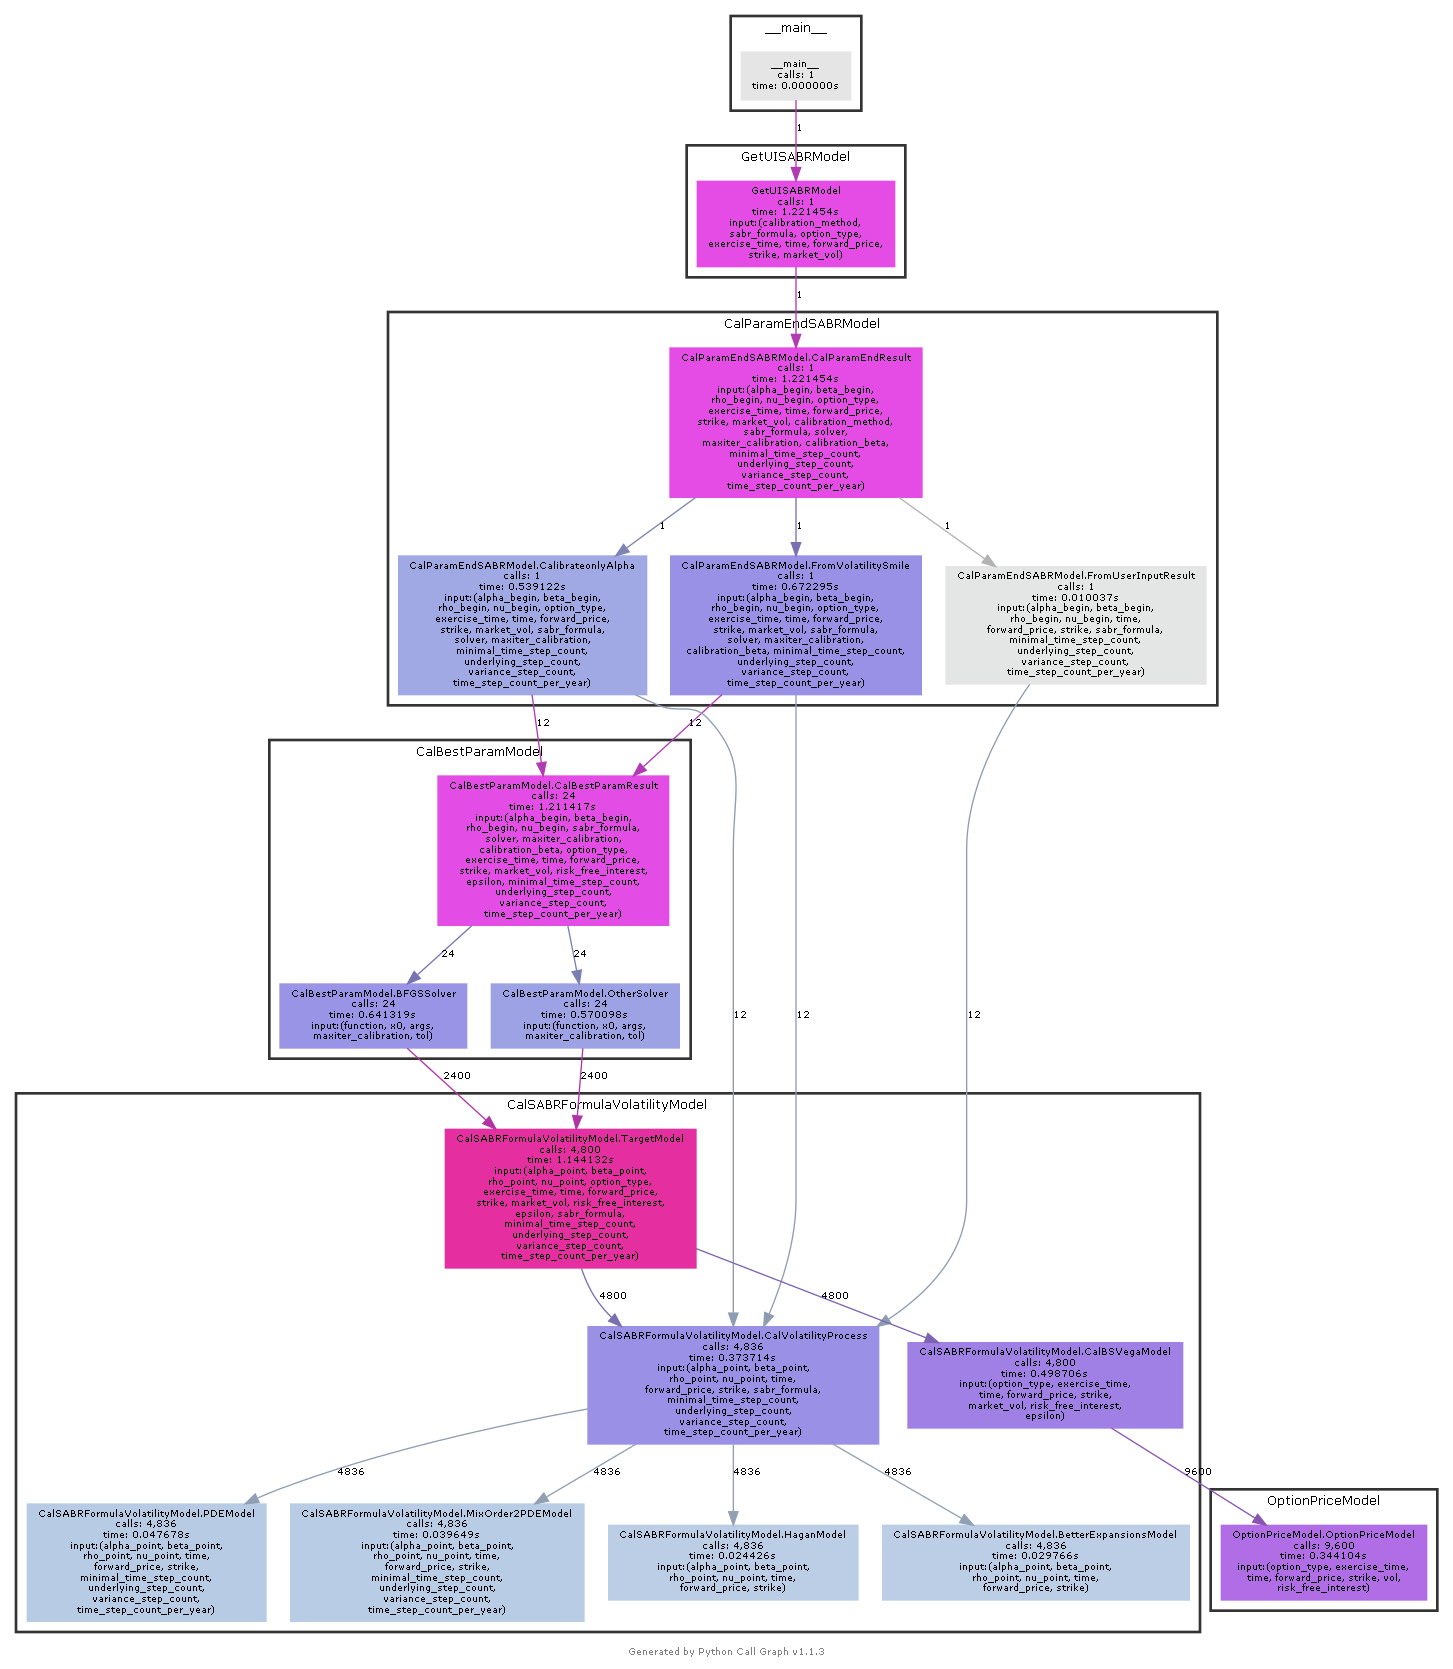 __main__
__main__
calls: 1
time: 0.000000s
1
GetUISABRModel
GetUISABRModel
calls: 1
time: 1.221454s
input:(calibration_method,
sabr_formula, option_type,
exercise_time, time, forward_price,
strike, market_vol)
1
CalParamEndSABRModel
CalParamEndSABRModel.CalParamEndResult
calls: 1
time: 1.221454s
input:(alpha_begin, beta_begin,
rho_begin, nu_begin, option_type,
exercise_time, time, forward_price,
strike, market_vol, calibration_method,
sabr_formula, solver,
maxiter_calibration, calibration_beta,
minimal_time_step_count,
underlying_step_count,
variance_step_count,
time_step_count_per_year)
1
1
1
CalParamEndSABRModel.CalibrateonlyAlpha
calls: 1
time: 0.539122s
input:(alpha_begin, beta_begin,
rho_begin, nu_begin, option_type,
exercise_time, time, forward_price,
strike, market_vol, sabr_formula,
solver, maxiter_calibration,
minimal_time_step_count,
underlying_step_count,
variance_step_count,
time_step_count_per_year)
CalParamEndSABRModel.FromVolatilitySmile
calls: 1
time: 0.672295s
input:(alpha_begin, beta_begin,
rho_begin, nu_begin, option_type,
exercise_time, time, forward_price,
strike, market_vol, sabr_formula,
solver, maxiter_calibration,
calibration_beta, minimal_time_step_count,
underlying_step_count,
variance_step_count,
time_step_count_per_year)
CalParamEndSABRModel.FromUserInputResult
calls: 1
time: 0.010037s
input:(alpha_begin, beta_begin,
rho_begin, nu_begin, time,
forward_price, strike, sabr_formula,
minimal_time_step_count,
underlying_step_count,
variance_step_count,
time_step_count_per_year)
12
12
CalBestParamModel
CalBestParamModel.CalBestParamResult
calls: 24
time: 1.211417s
input:(alpha_begin, beta_begin,
rho_begin, nu_begin, sabr_formula,
solver, maxiter_calibration,
calibration_beta, option_type,
exercise_time, time, forward_price,
strike, market_vol, risk_free_interest,
epsilon, minimal_time_step_count,
underlying_step_count,
variance_step_count,
time_step_count_per_year)
24
24
CalBestParamModel.BFGSSolver
calls: 24
time: 0.641319s
input:(function, x0, args,
maxiter_calibration, tol)
CalBestParamModel.OtherSolver
calls: 24
time: 0.570098s
input:(function, x0, args,
maxiter_calibration, tol)
12
12
12
2400
2400
CalSABRFormulaVolatilityModel
CalSABRFormulaVolatilityModel.TargetModel
calls: 4,800
time: 1.144132s
input:(alpha_point, beta_point,
rho_point, nu_point, option_type,
exercise_time, time, forward_price,
strike, market_vol, risk_free_interest,
epsilon, sabr_formula,
minimal_time_step_count,
underlying_step_count,
variance_step_count,
time_step_count_per_year)
4800
4800
CalSABRFormulaVolatilityModel.CalVolatilityProcess
calls: 4,836
time: 0.373714s
input:(alpha_point, beta_point,
rho_point, nu_point, time,
forward_price, strike, sabr_formula,
minimal_time_step_count,
underlying_step_count,
variance_step_count,
time_step_count_per_year)
CalSABRFormulaVolatilityModel.CalBSVegaModel
calls: 4,800
time: 0.498706s
input:(option_type, exercise_time,
time, forward_price, strike,
market_vol, risk_free_interest,
epsilon)
4836
4836
4836
4836
9600
CalSABRFormulaVolatilityModel.PDEModel
calls: 4,836
time: 0.047678s
input:(alpha_point, beta_point,
rho_point, nu_point, time,
forward_price, strike,
minimal_time_step_count,
underlying_step_count,
variance_step_count,
time_step_count_per_year)
CalSABRFormulaVolatilityModel.MixOrder2PDEModel
calls: 4,836
time: 0.039649s
input:(alpha_point, beta_point,
rho_point, nu_point, time,
forward_price, strike,
minimal_time_step_count,
underlying_step_count,
variance_step_count,
time_step_count_per_year)
CalSABRFormulaVolatilityModel.HaganModel
calls: 4,836
time: 0.024426s
input:(alpha_point, beta_point,
rho_point, nu_point, time,
forward_price, strike)
CalSABRFormulaVolatilityModel.BetterExpansionsModel
calls: 4,836
time: 0.029766s
input:(alpha_point, beta_point,
rho_point, nu_point, time,
forward_price, strike)
OptionPriceModel
OptionPriceModel.OptionPriceModel
calls: 9,600
time: 0.344104s
input:(option_type, exercise_time,
time, forward_price, strike, vol,
risk_free_interest)
Generated by Python Call Graph v1.1.3